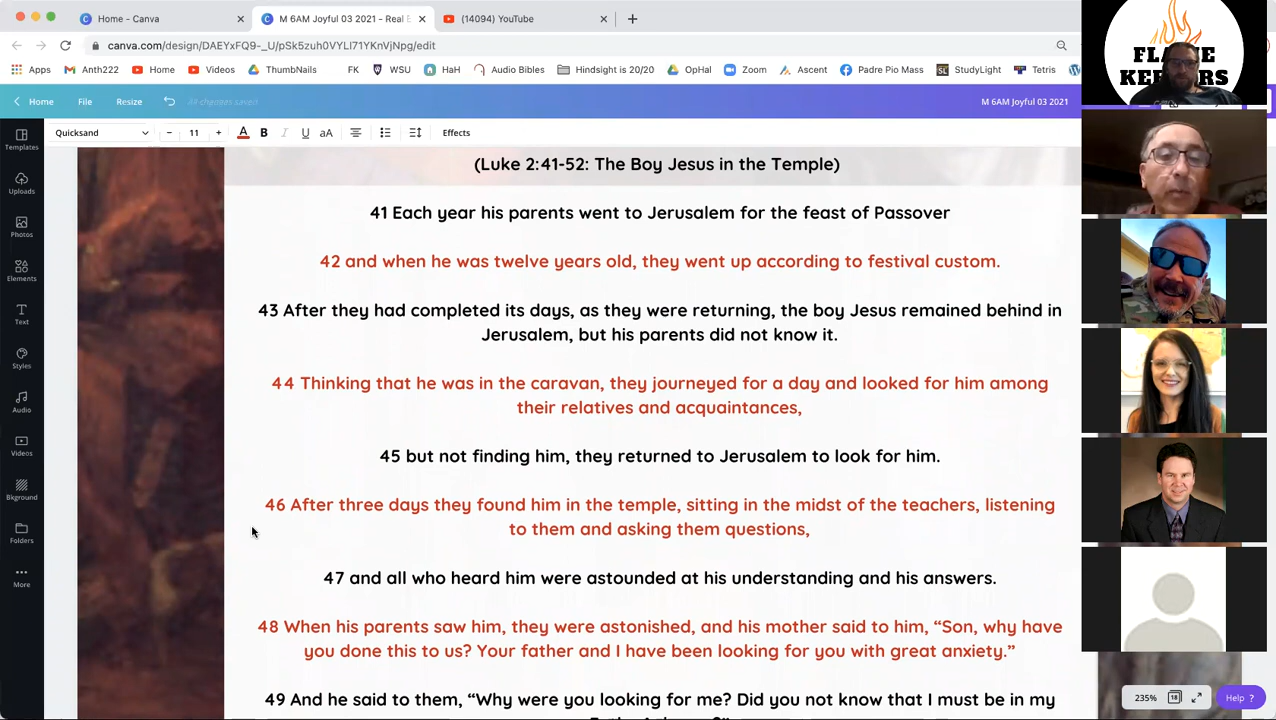 Home - Canva
M 6AM Joyful 03 2021 - Real E
(14094) YouTube
canva.com/design/DAEYxFQ9-_U/pSk5zuh0VYLI71YKnVjNpg/edit
Apps
Anth222
Home
Videos
ThumbNails
FK
WSU
HaH
Audio Bibles
Hindsight is 20/20
OpHal
Zoom
Ascent
Padre Pio Mass
StudyLight
Tetris
Home
File
Resize
All changes saved
M 6AM Joyful 03 2021
Quicksand
11
A
B
I
U
aA
Effects
Templates
Uploads
Photos
Elements
Text
Styles
Audio
Videos
Bkground
Folders
More
(Luke 2:41-52: The Boy Jesus in the Temple)
41 Each year his parents went to Jerusalem for the feast of Passover
42 and when he was twelve years old, they went up according to festival custom.
43 After they had completed its days, as they were returning, the boy Jesus remained behind in
Jerusalem, but his parents did not know it.
44 Thinking that he was in the caravan, they journeyed for a day and looked for him among
their relatives and acquaintances,
45 but not finding him, they returned to Jerusalem to look for him.
46 After three days they found him in the temple, sitting in the midst of the teachers, listening
to them and asking them questions,
47 and all who heard him were astounded at his understanding and his answers.
48 When his parents saw him, they were astonished, and his mother said to him, “Son, why have
you done this to us? Your father and I have been looking for you with great anxiety.”
49 And he said to them, “Why were you looking for me? Did you not know that I must be in my
235%
18
Help ?